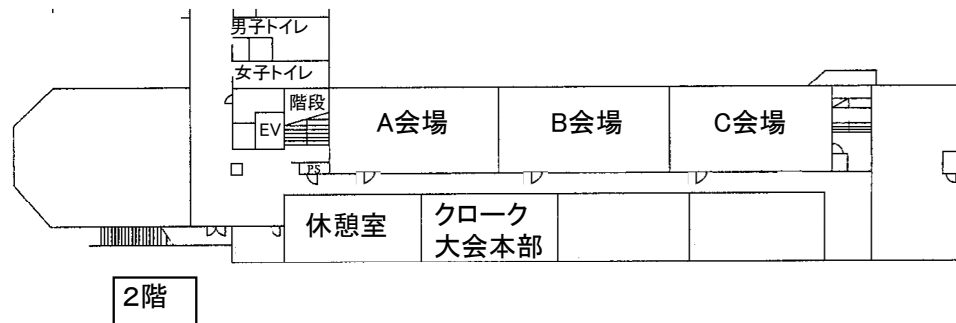 男子トイレ
女子トイレ
階段
EV
PS
A会場
B会場
C会場
休憩室
クローク
大会本部
2階